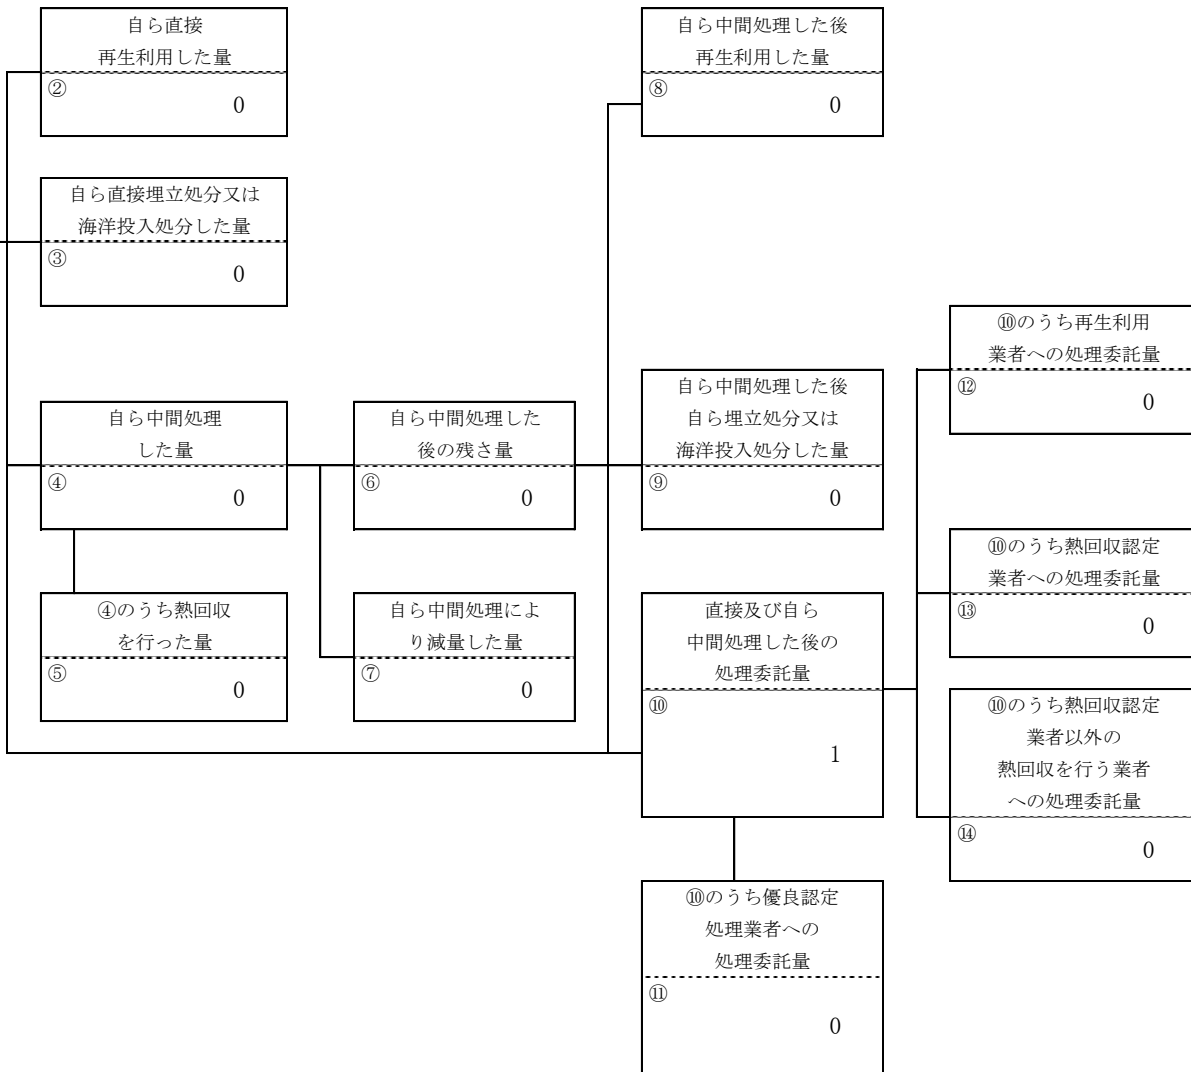 自ら直接
再生利用した量
②
0
自ら中間処理した後
再生利用した量
⑧
0
自ら直接埋立処分又は
海洋投入処分した量
③
0
⑩のうち再生利用
業者への処理委託量
⑫
0
自ら中間処理
した量
④
0
自ら中間処理した
後の残さ量
⑥
0
自ら中間処理した後
自ら埋立処分又は
海洋投入処分した量
⑨
0
⑩のうち熱回収認定
業者への処理委託量
⑬
0
④のうち熱回収
を行った量
⑤
0
自ら中間処理によ
り減量した量
⑦
0
直接及び自ら
中間処理した後の
処理委託量
⑩
1
⑩のうち熱回収認定
業者以外の
熱回収を行う業者
への処理委託量
⑭
0
⑩のうち優良認定
処理業者への
処理委託量
⑪
0